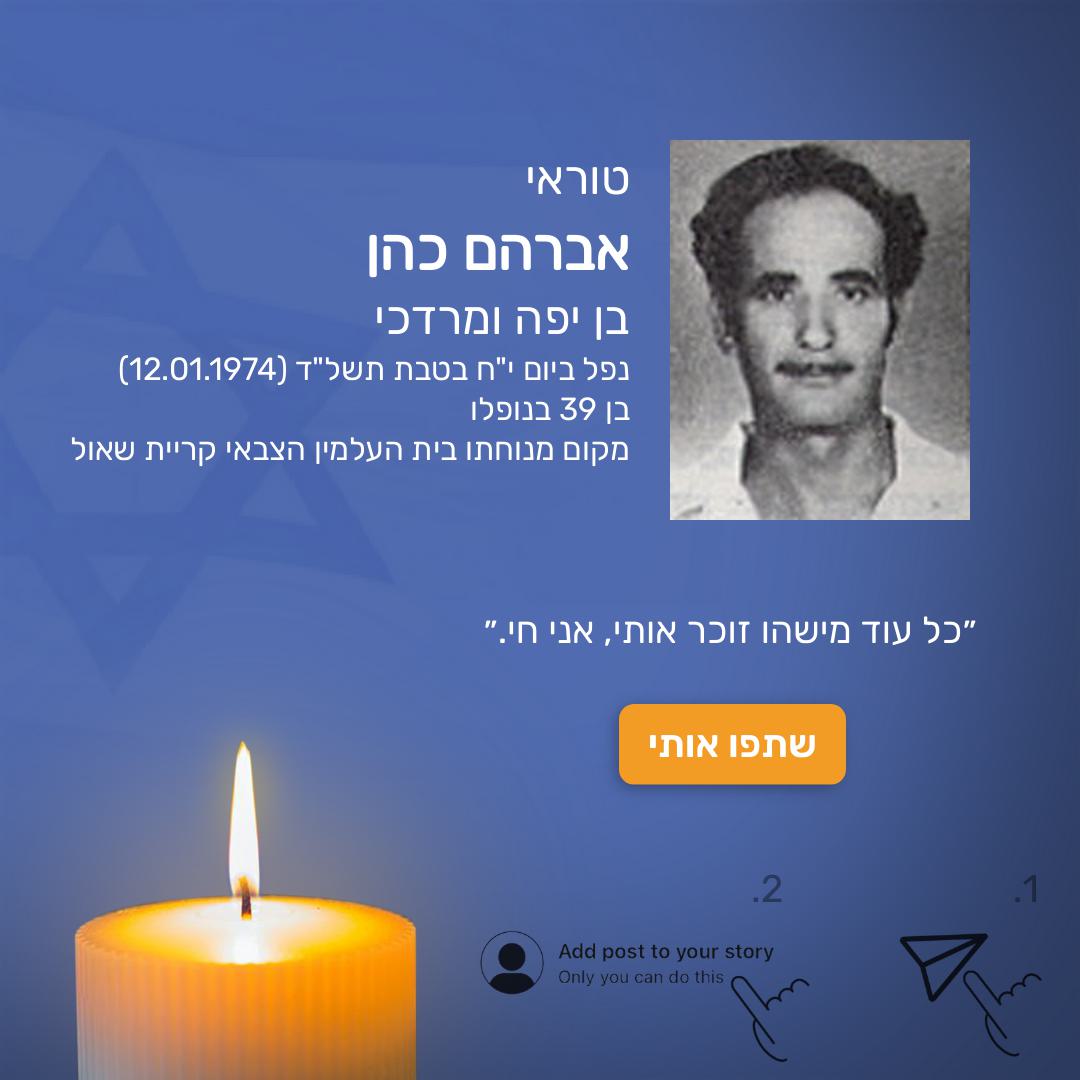 טוראי
אברהם כהן
בן יפה ומרדכי
נפל ביום י"ח בטבת תשל"ד (12.01.1974)
בן 39 בנופלו
מקום מנוחתו בית העלמין הצבאי קריית שאול
״כל עוד מישהו זוכר אותי, אני חי.״
שתפו אותי
1.
2.
Add post to your story
Only you can do this